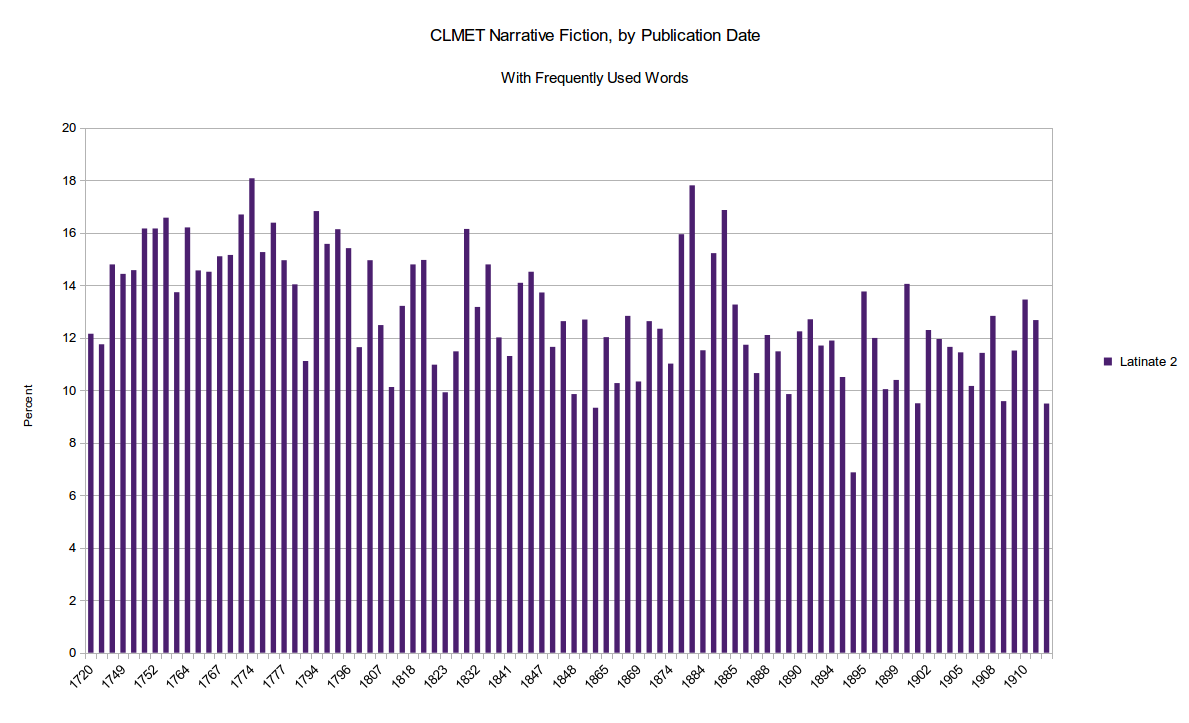 CLMET Narrative Fiction, by Publication Date
With Frequently Used Words
20
18
16
14
12
10
8
6
4
2
0
Percent
Latinate 2
1720 1749 1752 1764 1767 1774 1777 1794 1796 1807 1818 1823 1832 1841 1847 1848 1865 1869 1874 1884 1885 1888 1890 1894 1895 1899 1902 1905 1908 1910